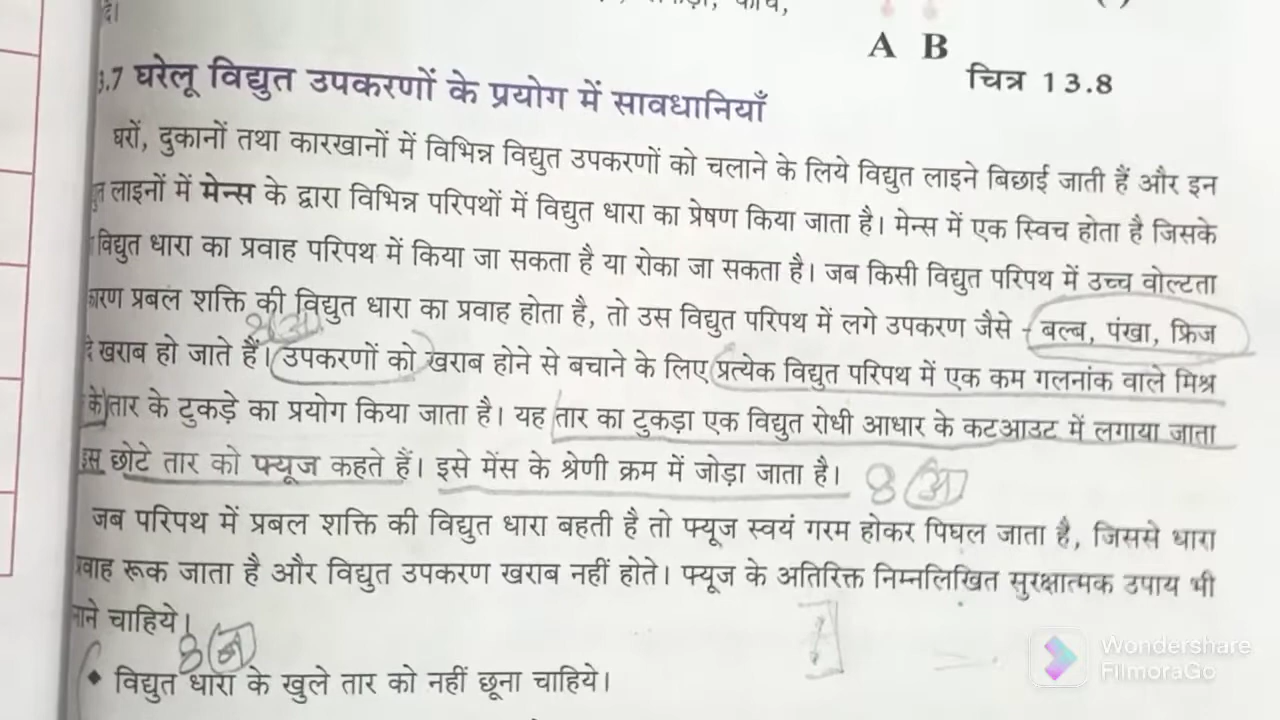 A B
चित्र 13.8
3.7 घरेलू विद्युत उपकरणों के प्रयोग में सावधानियाँ
घरों, दुकानों तथा कारखानों में विभिन्न विद्युत उपकरणों को चलाने के लिये विद्युत लाइने बिछाई जाती हैं और इन
लाइनों में मेन्स के द्वारा विभिन्न परिपथों में विद्युत धारा का प्रेषण किया जाता है। मेन्स में एक स्विच होता है जिसके
विद्युत धारा का प्रवाह परिपथ में किया जा सकता है या रोका जा सकता है। जब किसी विद्युत परिपथ में उच्च वोल्टता
कारण प्रबल शक्ति की विद्युत धारा का प्रवाह होता है, तो उस विद्युत परिपथ में लगे उपकरण जैसे - बल्ब, पंखा, फ्रिज
8 (अ)
खराब हो जाते हैं। उपकरणों को खराब होने से बचाने के लिए प्रत्येक विद्युत परिपथ में एक कम गलनांक वाले मिश्र
के तार के टुकड़े का प्रयोग किया जाता है। यह तार का टुकड़ा एक विद्युत रोधी आधार के कटआउट में लगाया जाता
इस छोटे तार को फ्यूज कहते हैं। इसे मेंस के श्रेणी क्रम में जोड़ा जाता है। 8 (अ)
जब परिपथ में प्रबल शक्ति की विद्युत धारा बहती है तो फ्यूज स्वयं गरम होकर पिघल जाता है, जिससे धारा
वाह रूक जाता है और विद्युत उपकरण खराब नहीं होते। फ्यूज के अतिरिक्त निम्नलिखित सुरक्षात्मक उपाय भी
नाने चाहिये।
8
• विद्युत धारा के खुले तार को नहीं छूना चाहिये।
Wondershare
FilmoraGo